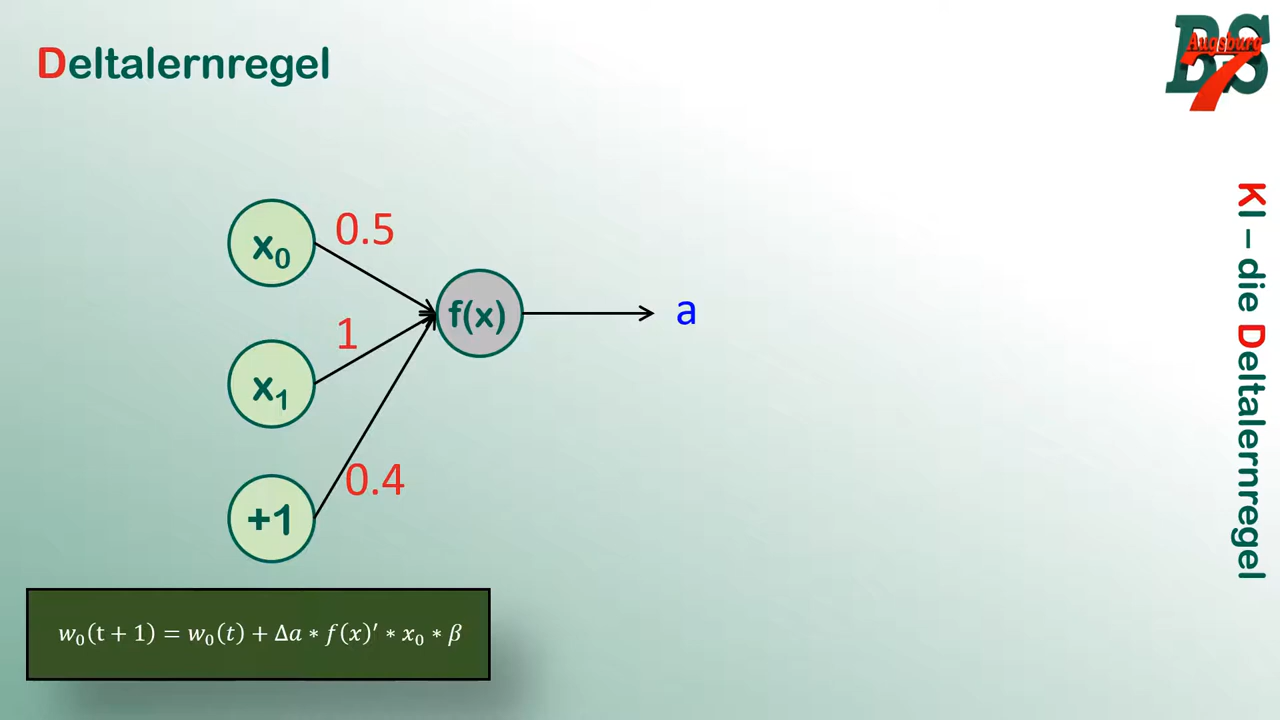 Deltalernregel
BS
Augsburg
7
KI – die Deltalernregel
x₀
0.5
f(x)
a
1
x₁
0.4
+1
w₀(t + 1) = w₀(t) + Δa * f(x)′ * x₀ * β